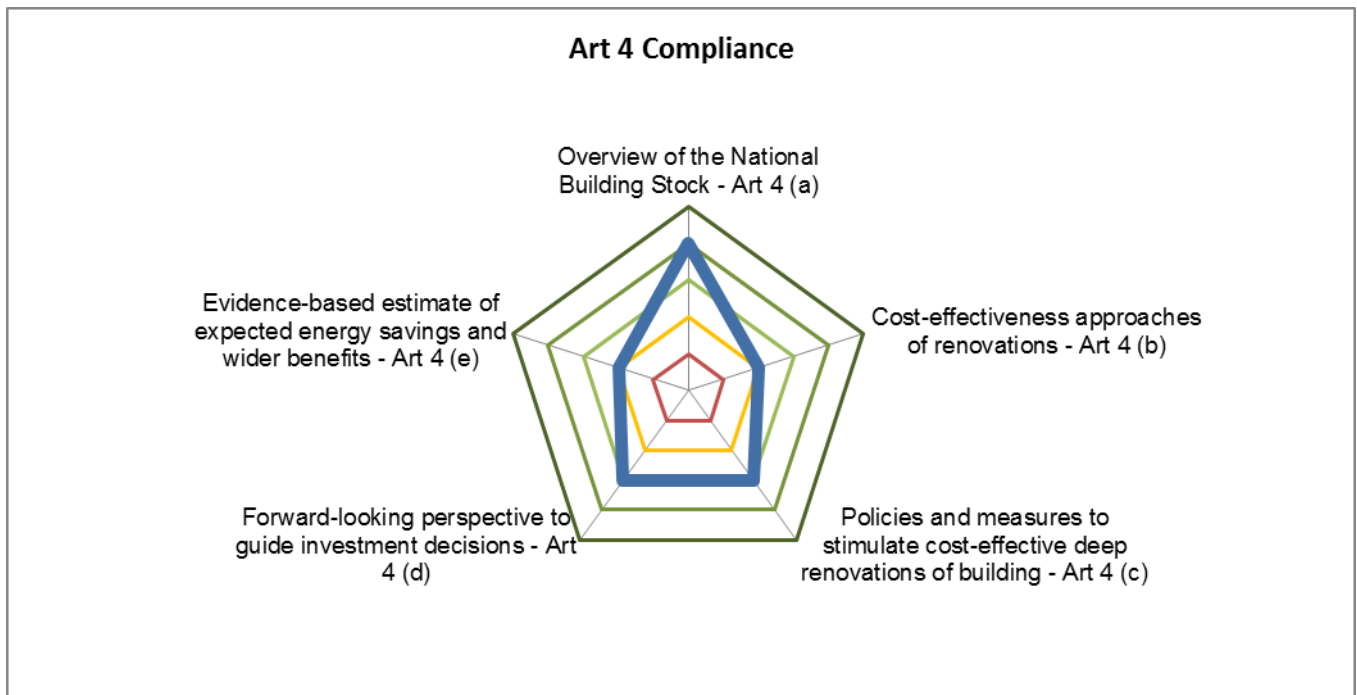 Art 4 Compliance
Overview of the National
Building Stock - Art 4 (a)
Cost-effectiveness approaches
of renovations - Art 4 (b)
Policies and measures to
stimulate cost-effective deep
renovations of building - Art 4 (c)
Forward-looking perspective to
guide investment decisions - Art
4 (d)
Evidence-based estimate of
expected energy savings and
wider benefits - Art 4 (e)